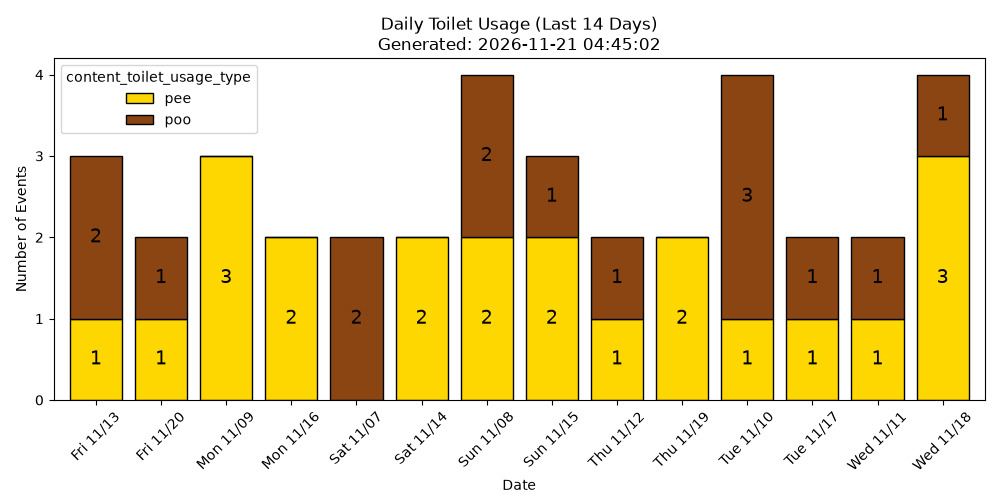 Daily Toilet Usage (Last 14 Days)
Generated: 2026-11-21 04:45:02
content_toilet_usage_type
pee
poo
Number of Events
4
3
2
1
0
2
1
1
1
3
2
2
2
2
2
1
2
1
1
2
3
1
1
1
1
1
1
3
Fri 11/13
Fri 11/20
Mon 11/09
Mon 11/16
Sat 11/07
Sat 11/14
Sun 11/08
Sun 11/15
Thu 11/12
Thu 11/19
Tue 11/10
Tue 11/17
Wed 11/11
Wed 11/18
Date